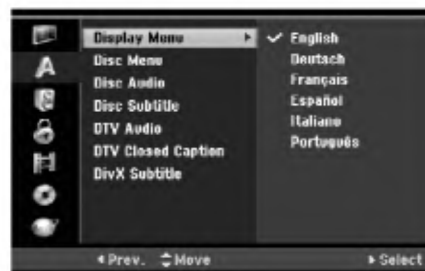 A
Display Menu
Disc Menu
Disc Audio
Disc Subtitle
DTV Audio
DTV Closed Caption
DivX Subtitle
English
Deutsch
Français
Español
Italiano
Português
Prev. Move Select